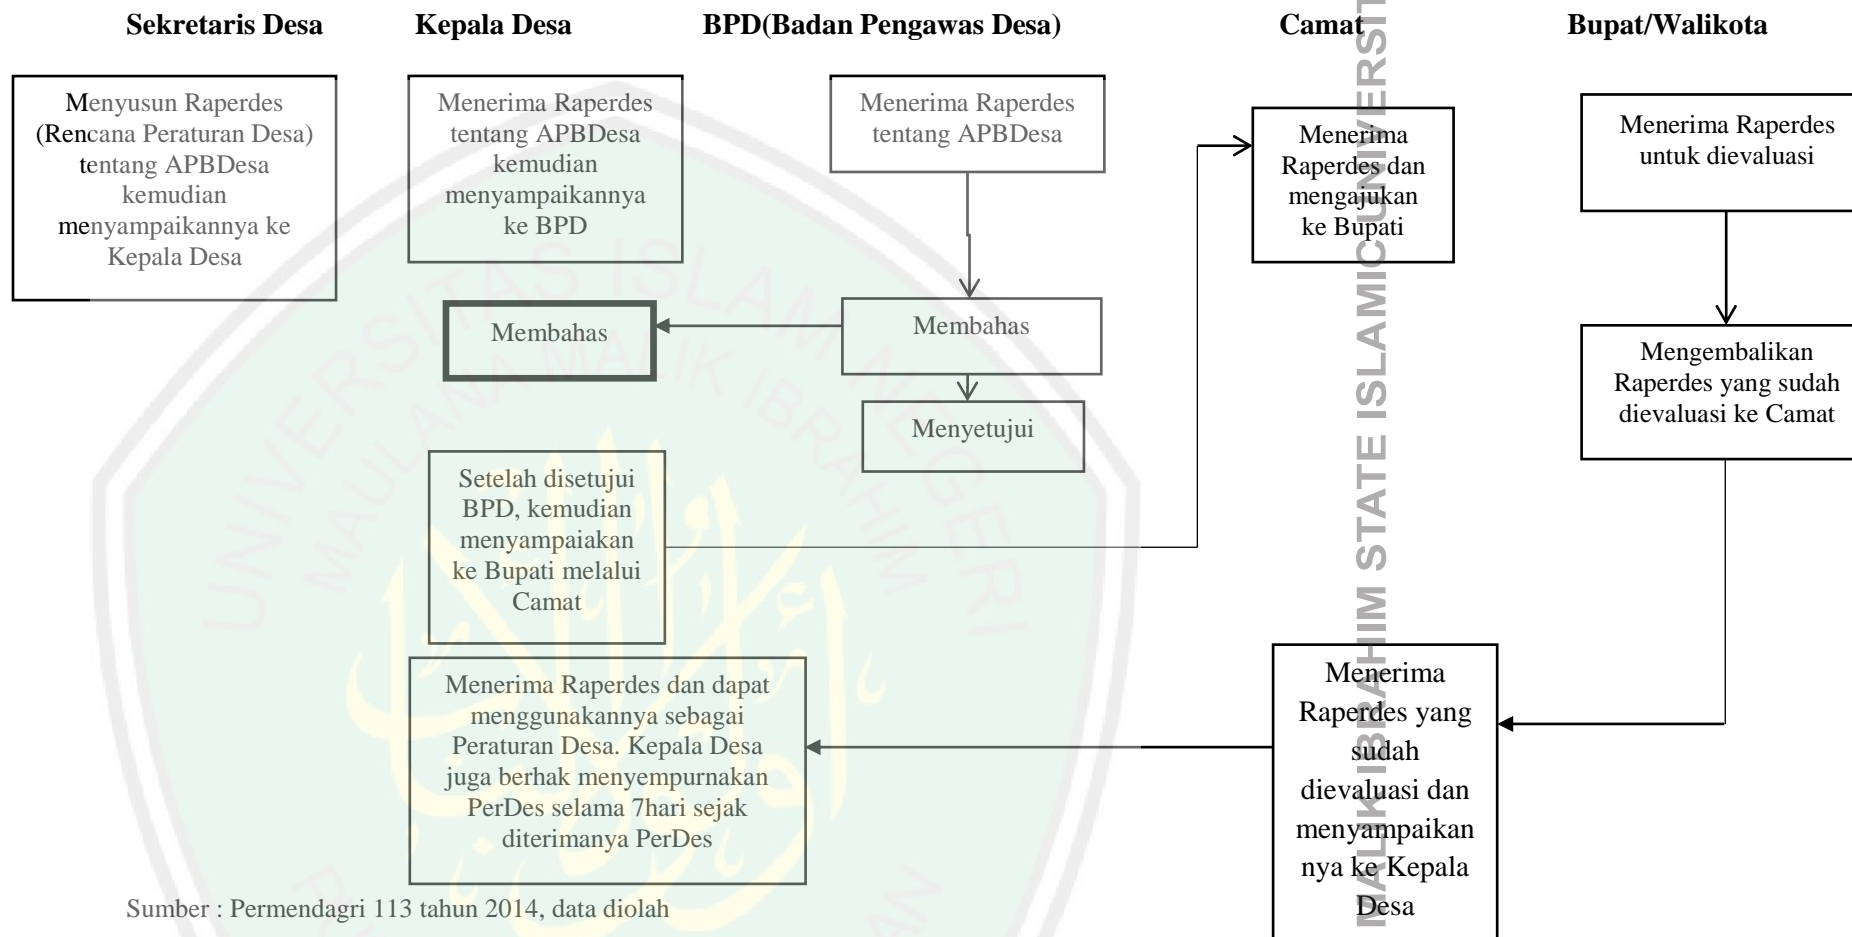 Sekretaris Desa
Kepala Desa
BPD(Badan Pengawas Desa)
Camat
Bupat/Walikota
Menyusun Raperdes
(Rencana Peraturan Desa)
tentang APBDesa
kemudian
menyampaikannya ke
Kepala Desa
Menerima Raperdes
tentang APBDesa
kemudian
menyampaikannya
ke BPD
Menerima Raperdes
tentang APBDesa
Menerima
Raperdes dan
mengajukan
ke Bupati
Menerima Raperdes
untuk dievaluasi
Membahas
Membahas
Menyetujui
Mengembalikan
Raperdes yang sudah
dievaluasi ke Camat
Setelah disetujui
BPD, kemudian
menyampaiakan
ke Bupati melalui
Camat
Menerima Raperdes dan dapat
menggunakannya sebagai
Peraturan Desa. Kepala Desa
juga berhak menyempurnakan
PerDes selama 7hari sejak
diterimanya PerDes
Menerima
Raperdes yang
sudah
dievaluasi dan
menyampaikan
nya ke Kepala
Desa
Sumber : Permendagri 113 tahun 2014, data diolah
UNIVERSITAS ISLAM NEGERI
MAULANA MALIK IBRAHIM
MALIK IBRAHIM STATE ISLAMIC UNIVERSIT